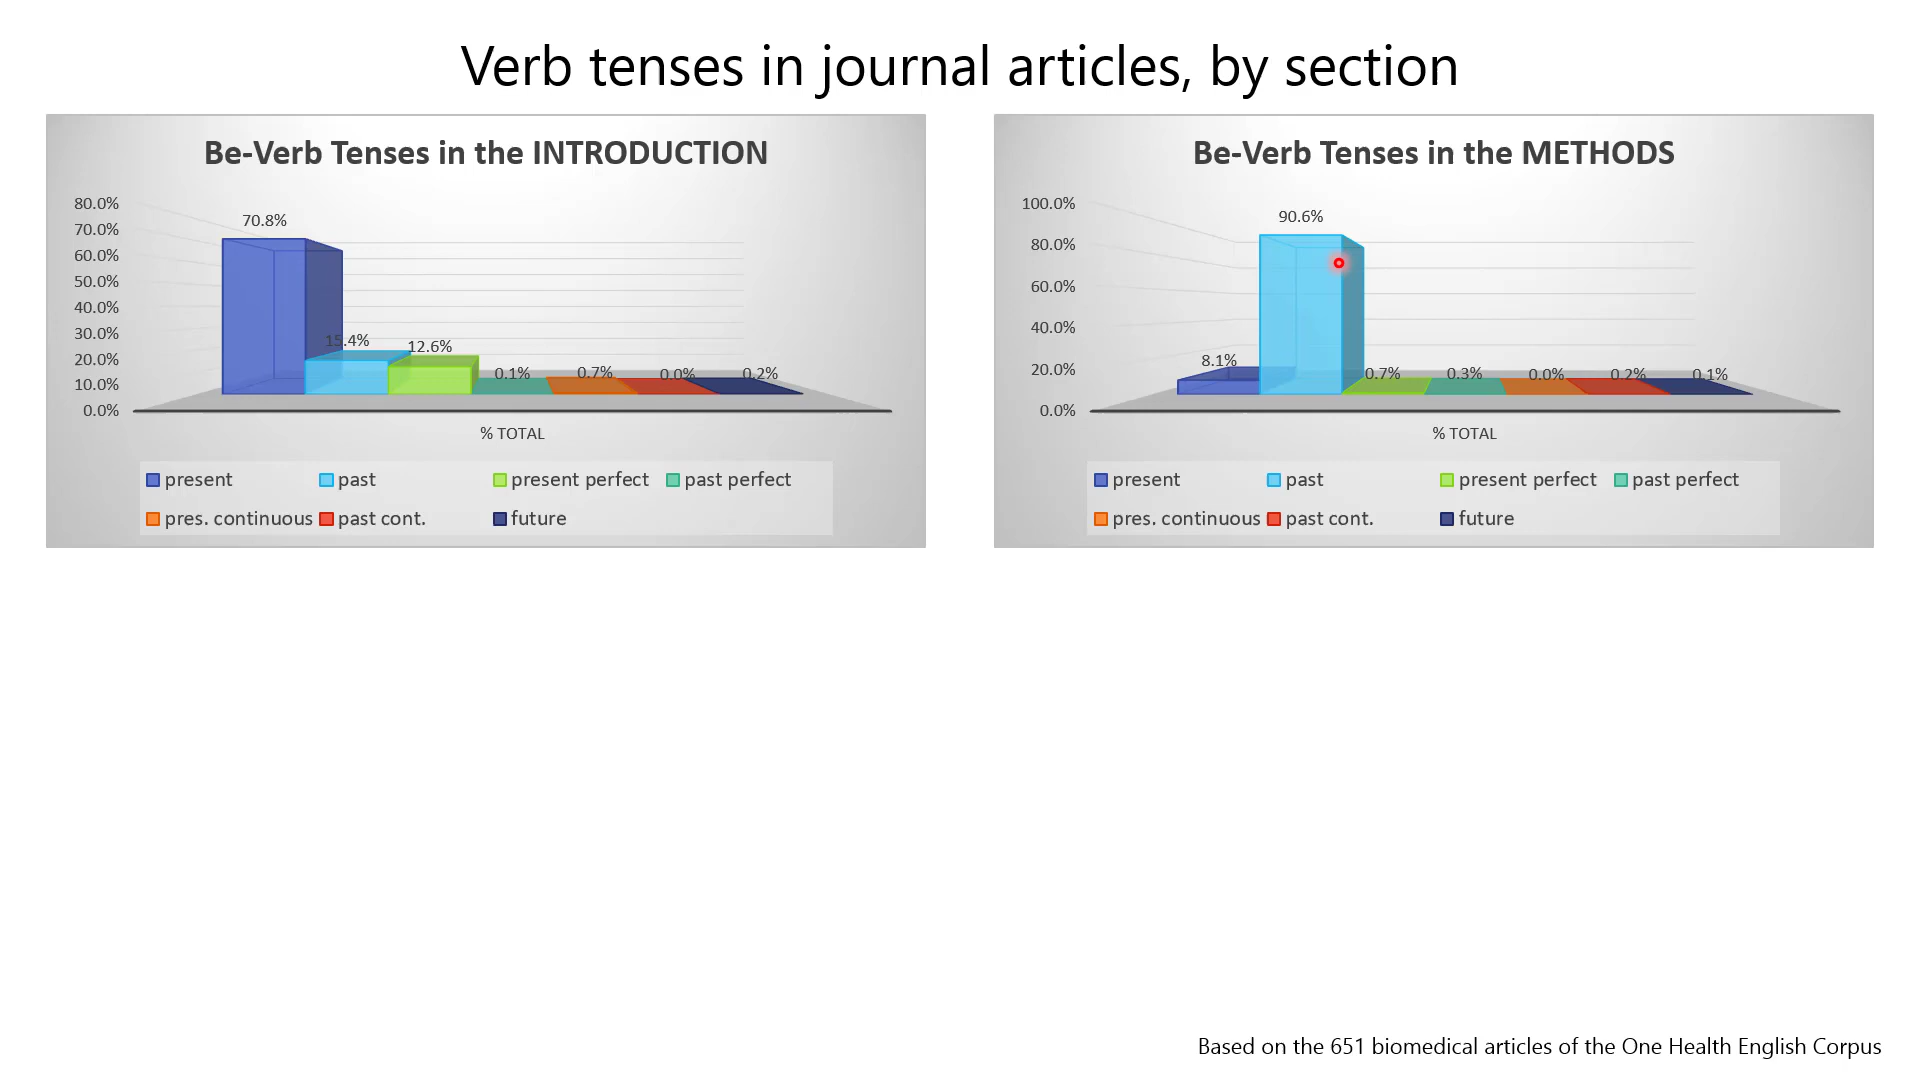 Verb tenses in journal articles, by section
Be-Verb Tenses in the INTRODUCTION
80.0%
70.0%
60.0%
50.0%
40.0%
30.0%
20.0%
10.0%
0.0%
70.8%
15.4%
12.6%
0.1%
0.7%
0.0%
0.2%
% TOTAL
present past present perfect past perfect
pres. continuous past cont. future
Be-Verb Tenses in the METHODS
100.0%
80.0%
60.0%
40.0%
20.0%
0.0%
8.1%
90.6%
0.7%
0.3%
0.0%
0.2%
0.1%
% TOTAL
present past present perfect past perfect
pres. continuous past cont. future
Based on the 651 biomedical articles of the One Health English Corpus